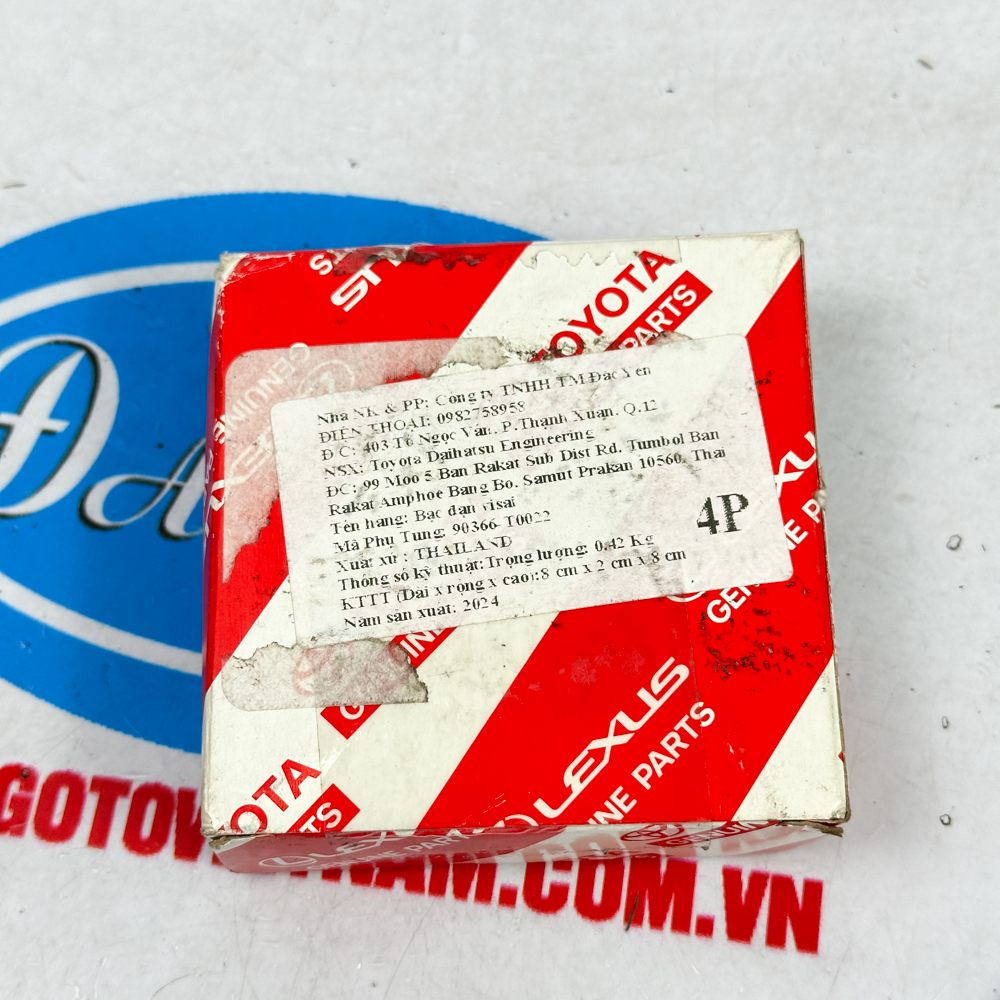 TOYOTA
PARTS
Nhà NK & PP: Công ty TNHH TM Đắc Yến
ĐIỆN THOẠI: 0982758958
Đ C: 403 Tô Ngọc Vân, P.Thạnh Xuân, Q.12
NSX: Toyota Daihatsu Engineering
ĐC: 99 Moo 5 Ban Rakat Sub Dist Rd. Tumbol Ban
Rakat Amphoe Bang Bo, Samut Prakan 10560, Thai
Tên hàng: Bạc đạn visai
Mã Phụ Tùng: 90366-T0022
4P
Xuất xứ : THAILAND
Thông số kỹ thuật: Trọng lượng: 0.42 Kg
KTTT (Dài x rộng x cao): 8 cm x 2 cm x 8 cm
Năm sản xuất: 2024
LEXUS
PARTS
LEXUS
.COM.VN